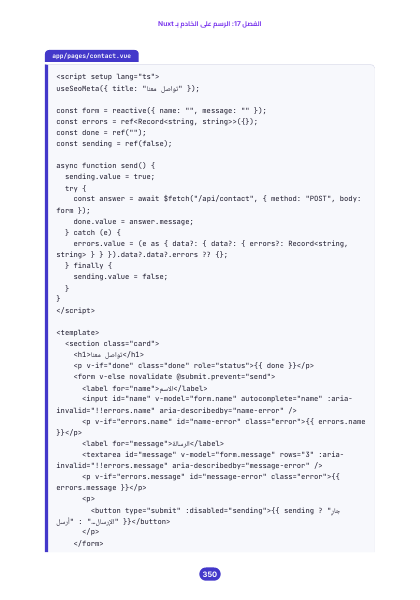 الفصل 17: الرسم على الخادم بـ Nuxt
app/pages/contact.vue
<script setup lang="ts">
useSeoMeta({ title: "تواصل معنا" });
const form = reactive({ name: "", message: "" });
const errors = ref<Record<string, string>>({});
const done = ref("");
const sending = ref(false);
async function send() {
  sending.value = true;
  try {
    const answer = await $fetch("/api/contact", { method: "POST", body:
form });
    done.value = answer.message;
  } catch (e) {
    errors.value = (e as { data?: { data?: { errors?: Record<string,
string> } } }).data?.data?.errors ?? {};
  } finally {
    sending.value = false;
  }
}
</script>
<template>
  <section class="card">
    <h1>تواصل معنا</h1>
    <p v-if="done" class="done" role="status">{{ done }}</p>
    <form v-else novalidate @submit.prevent="send">
      <label for="name">الاسم</label>
      <input id="name" v-model="form.name" autocomplete="name" :aria-
invalid="!!errors.name" aria-describedby="name-error" />
      <p v-if="errors.name" id="name-error" class="error">{{ errors.name
}}</p>
      <label for="message">الرسالة</label>
      <textarea id="message" v-model="form.message" rows="3" :aria-
invalid="!!errors.message" aria-describedby="message-error" />
      <p v-if="errors.message" id="message-error" class="error">{{
errors.message }}</p>
      <p>
        <button type="submit" :disabled="sending">{{ sending ? "جارٍ
الإرسال…" : "أرسل" }}</button>
      </p>
    </form>
350